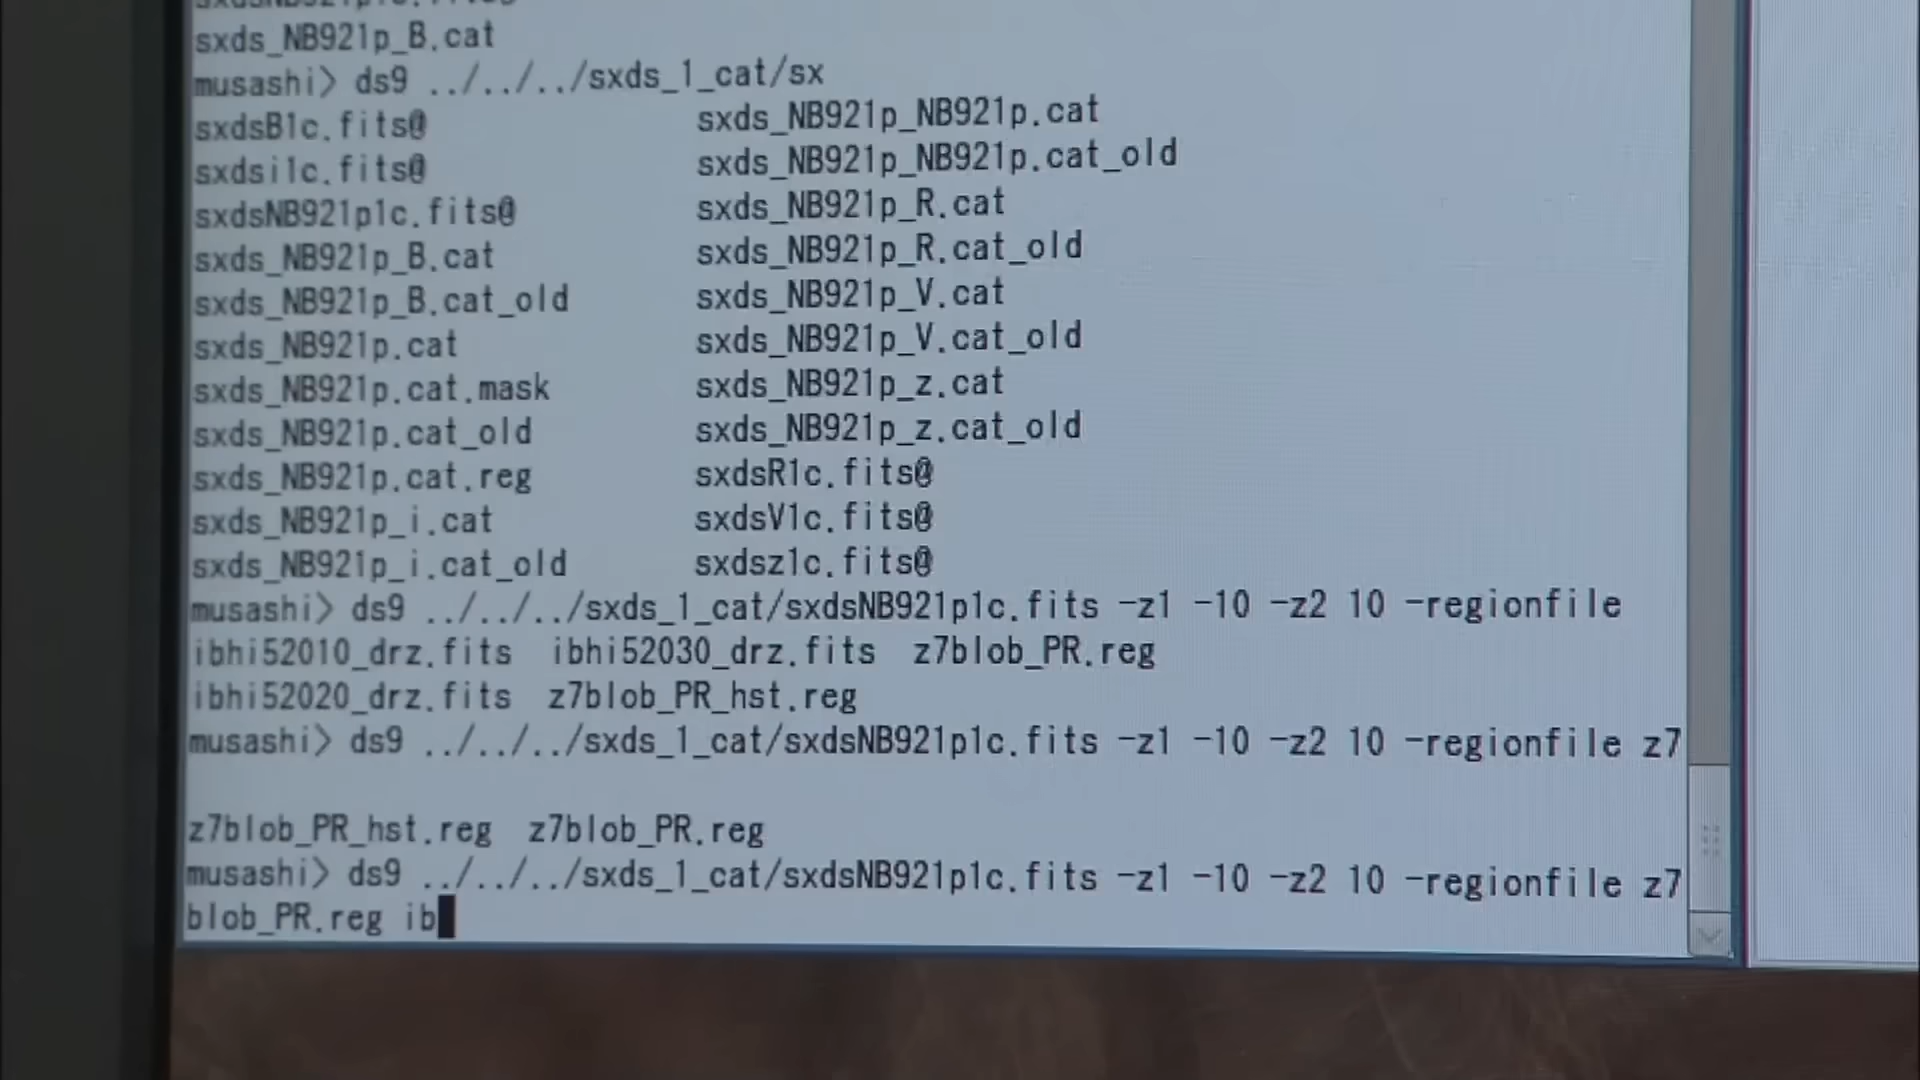 sxds_NB921p_B.cat
musashi> ds9 ../../../sxds_1_cat/sx
sxdsB1c.fits@ sxds_NB921p_NB921p.cat
sxdsi1c.fits@ sxds_NB921p_NB921p.cat_old
sxdsNB921p1c.fits@ sxds_NB921p_R.cat
sxds_NB921p_B.cat sxds_NB921p_R.cat_old
sxds_NB921p_B.cat_old sxds_NB921p_V.cat
sxds_NB921p.cat sxds_NB921p_V.cat_old
sxds_NB921p.cat.mask sxds_NB921p_z.cat
sxds_NB921p.cat_old sxds_NB921p_z.cat_old
sxds_NB921p.cat.reg sxdsR1c.fits@
sxds_NB921p_i.cat sxdsV1c.fits@
sxds_NB921p_i.cat_old sxdsz1c.fits@
musashi> ds9 ../../../sxds_1_cat/sxdsNB921p1c.fits -z1 -10 -z2 10 -regionfile
ibhi52010_drz.fits ibhi52030_drz.fits z7blob_PR.reg
ibhi52020_drz.fits z7blob_PR_hst.reg
musashi> ds9 ../../../sxds_1_cat/sxdsNB921p1c.fits -z1 -10 -z2 10 -regionfile z7
z7blob_PR_hst.reg z7blob_PR.reg
musashi> ds9 ../../../sxds_1_cat/sxdsNB921p1c.fits -z1 -10 -z2 10 -regionfile z7
blob_PR.reg ib